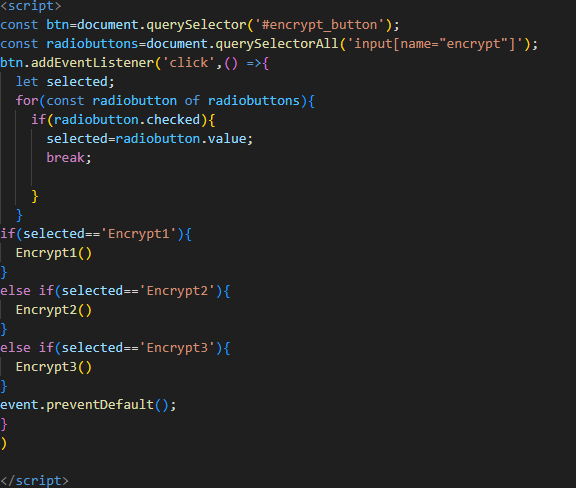 <script>
const btn=document.querySelector('#encrypt_button');
const radiobuttons=document.querySelectorAll('input[name="encrypt"]');
btn.addEventListener('click',() =>{
  let selected;
  for(const radiobutton of radiobuttons){
    if(radiobutton.checked){
      selected=radiobutton.value;
      break;
    }
  }
if(selected=='Encrypt1'){
  Encrypt1()
}
else if(selected=='Encrypt2'){
  Encrypt2()
}
else if(selected=='Encrypt3'){
  Encrypt3()
}
event.preventDefault();
}
)
</script>